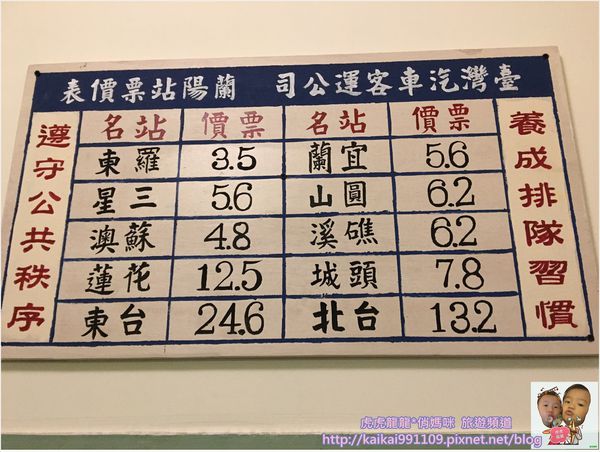 臺灣汽車客運公司 蘭陽站票價表
養成排隊習慣
站名 票價 站名 票價
宜蘭 5.6 羅東 3.5
圓山 6.2 三星 5.6
礁溪 6.2 蘇澳 4.8
頭城 7.8 花蓮 12.5
台北 13.2 台東 24.6
遵守公共秩序
虎虎龍龍*俏媽咪 旅遊頻道
http://kaikai991109.pixnet.net/blog